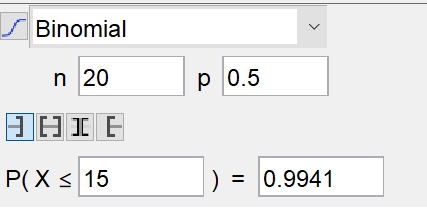 Binomial
n 20 p 0.5
P( X ≤ 15 ) = 0.9941